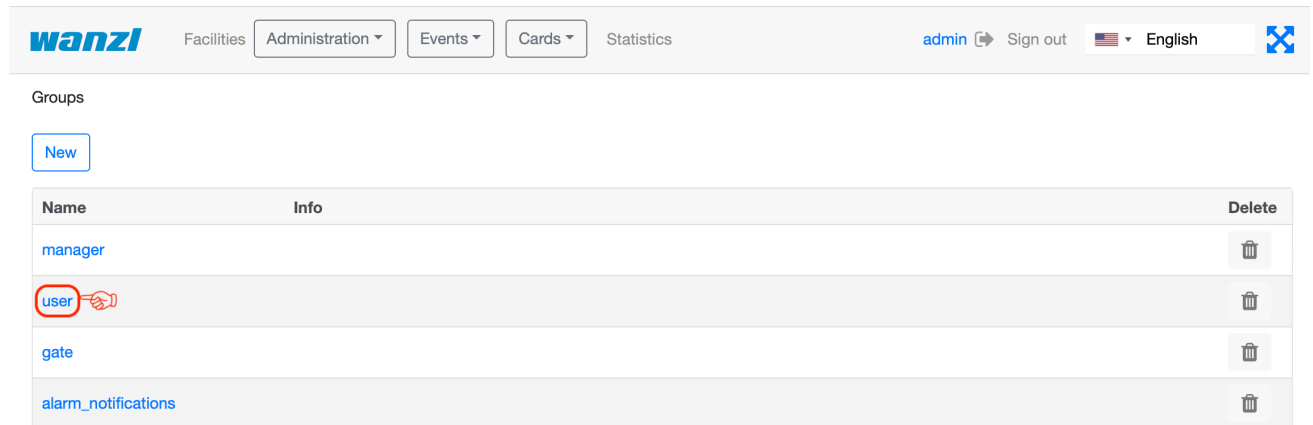 wanzl Facilities Administration Events Cards Statistics admin Sign out English
Groups
New
Name Info Delete
manager
user
gate
alarm_notifications